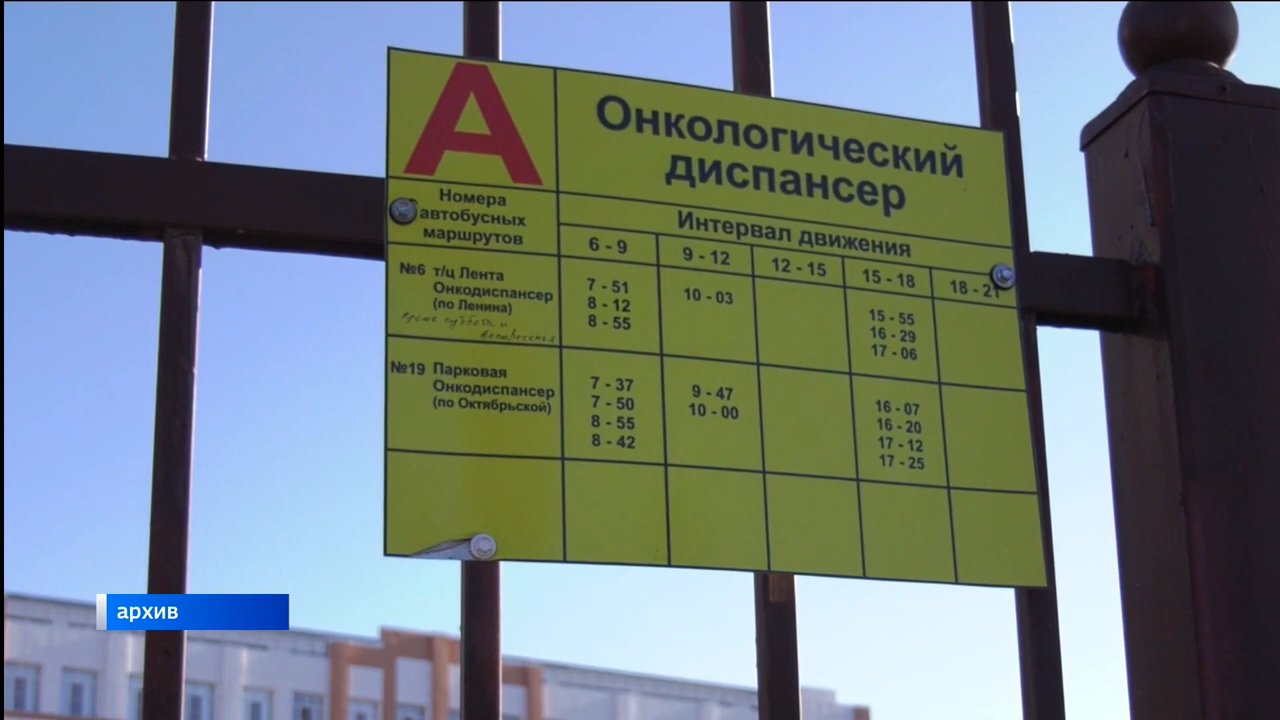 А
Онкологический
диспансер
Номера
автобусных
маршрутов
Интервал движения
6 - 9
9 - 12
12 - 15
15 - 18
18 - 21
№6 т/ц Лента
Онкодиспансер
(по Ленина)
кроме субботы и
воскресенья
7 - 51
8 - 12
8 - 55
10 - 03
15 - 55
16 - 29
17 - 06
№19 Парковая
Онкодиспансер
(по Октябрьской)
7 - 37
7 - 50
8 - 55
8 - 42
9 - 47
10 - 00
16 - 07
16 - 20
17 - 12
17 - 25
архив